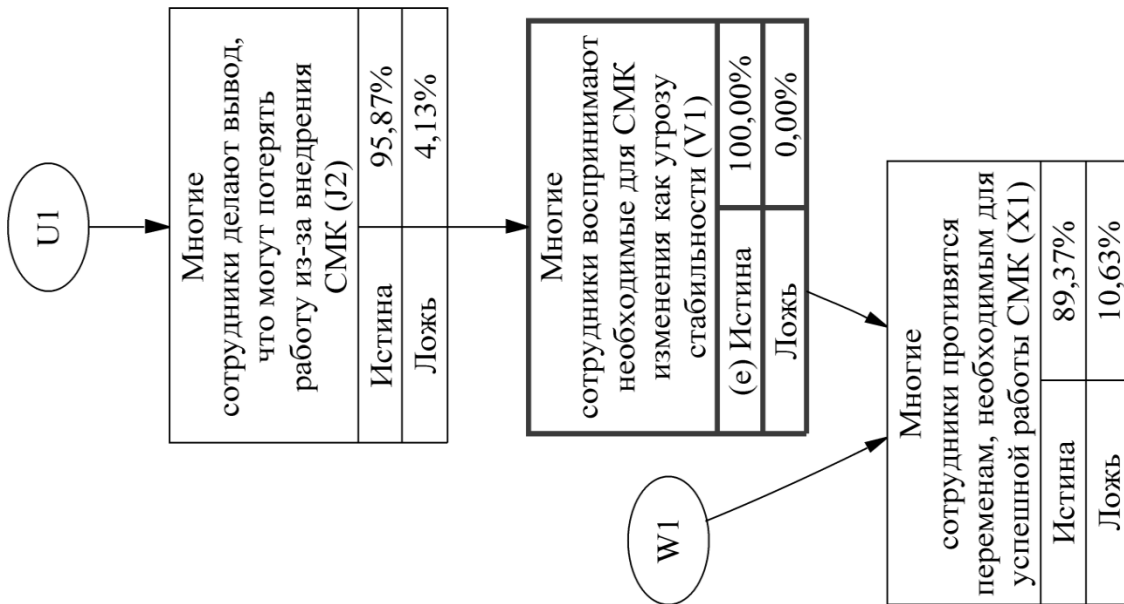 U1
Многие
сотрудники делают вывод,
что могут потерять
работу из-за внедрения
СМК (J2)
Истина 95,87%
Ложь 4,13%
Многие
сотрудники воспринимают
необходимые для СМК
изменения как угрозу
стабильности (V1)
(e) Истина 100,00%
Ложь 0,00%
W1
Многие
сотрудники противятся
переменам, необходимым для
успешной работы СМК (X1)
Истина 89,37%
Ложь 10,63%